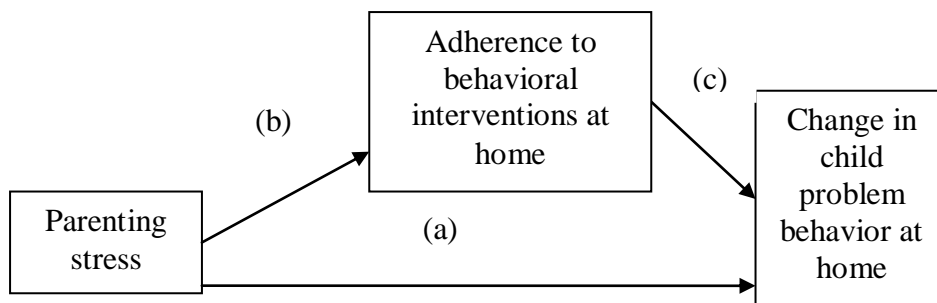 Adherence to
behavioral
interventions at
home
(c)
(b)
Change in
child
problem
behavior at
home
Parenting
stress
(a)